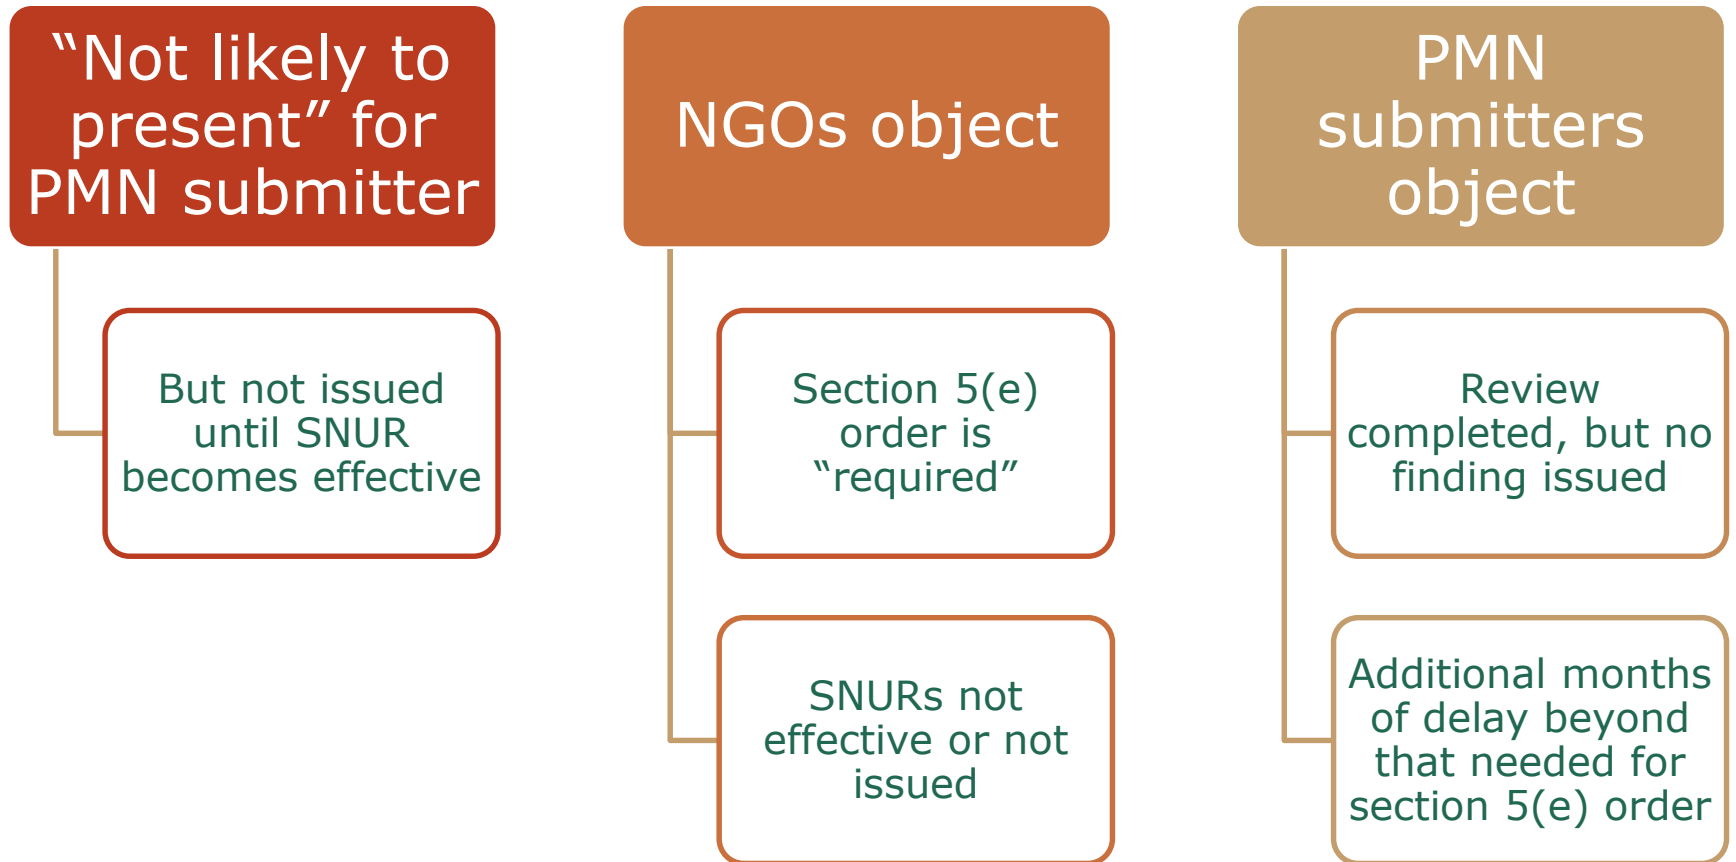 “Not likely to
present” for
PMN submitter
But not issued
until SNUR
becomes effective
NGOs object
Section 5(e)
order is
“required”
SNURs not
effective or not
issued
PMN
submitters
object
Review
completed, but no
finding issued
Additional months
of delay beyond
that needed for
section 5(e) order